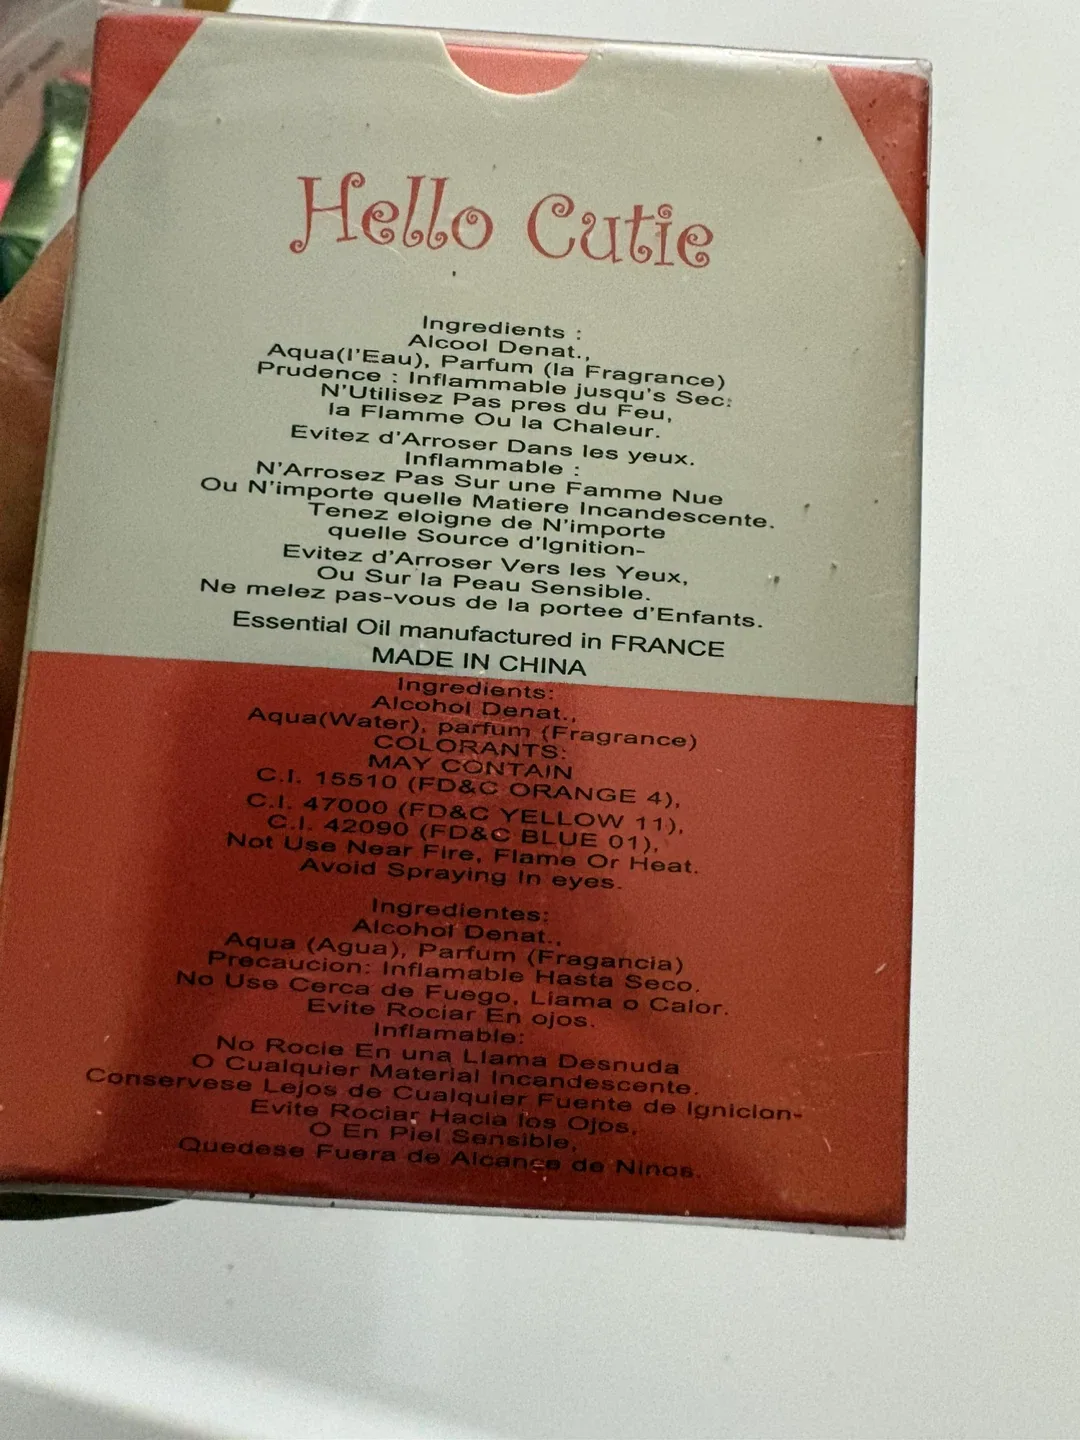 Hello Cutie
Ingredients :
Alcool Denat.,
Aqua(l'Eau), Parfum (la Fragrance)
Prudence : Inflammable jusqu's Sec:
N'Utilisez Pas pres du Feu,
la Flamme Ou la Chaleur.
Evitez d'Arroser Dans les yeux.
Inflammable :
N'Arrosez Pas Sur une Famme Nue
Ou N'importe quelle Matiere Incandescente.
Tenez eloigne de N'importe
quelle Source d'Ignition-
Evitez d'Arroser Vers les Yeux,
Ou Sur la Peau Sensible.
Ne melez pas-vous de la portee d'Enfants.
Essential Oil manufactured in FRANCE
MADE IN CHINA
Ingredients:
Alcohol Denat.,
Aqua(Water), parfum (Fragrance)
COLORANTS:
MAY CONTAIN
C.I. 15510 (FD&C ORANGE 4),
C.I. 47000 (FD&C YELLOW 11),
C.I. 42090 (FD&C BLUE 01),
Not Use Near Fire, Flame Or Heat.
Avoid Spraying In eyes.
Ingredientes:
Alcohol Denat.,
Aqua (Agua), Parfum (Fragancia)
Precaucion: Inflamable Hasta Seco.
No Use Cerca de Fuego, Liama o Calor.
Evite Rociar En ojos.
Inflamable:
No Rocie En una Llama Desnuda
O Cualquier Material Incandescente.
Conservese Lejos de Cualquier Fuente de Ignicion-
Evite Rociar Hacia los Ojos,
O En Piel Sensible,
Quedese Fuera de Alcance de Ninos.